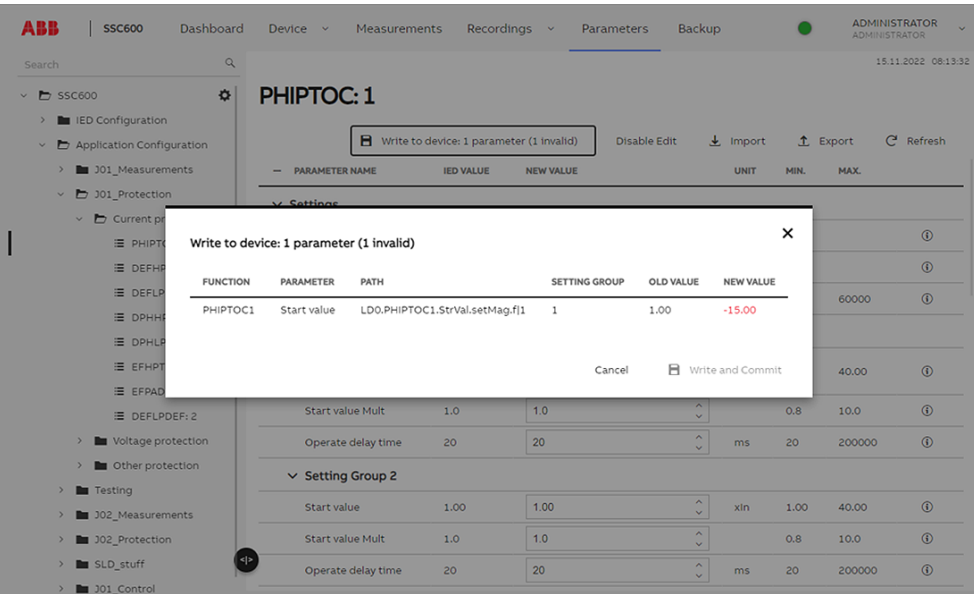 ABB SSC600 Dashboard Device Measurements Recordings Parameters Backup ADMINISTRATOR
ADMINISTRATOR
Search
15.11.2022 08:13:32
SSC600
PHIPTOC: 1
IED Configuration
Application Configuration
Write to device: 1 parameter (1 invalid) Disable Edit Import Export Refresh
J01_Measurements
PARAMETER NAME IED VALUE NEW VALUE UNIT MIN. MAX.
J01_Protection
Settings
Current pr
PHIPTO
DEFHP
DEFLP
60000
DPHHP
DPHLP
EFHPT
40.00
EFPAD
DEFLPDEF: 2
Write to device: 1 parameter (1 invalid)
FUNCTION PARAMETER PATH SETTING GROUP OLD VALUE NEW VALUE
PHIPTOC1 Start value LD0.PHIPTOC1.StrVal.setMag.f|1 1 1.00 -15.00
Cancel Write and Commit
Start value Mult 1.0 1.0 0.8 10.0
Voltage protection
Operate delay time 20 20 ms 20 200000
Other protection
Setting Group 2
Testing
Start value 1.00 1.00 xIn 1.00 40.00
J02_Measurements
J02_Protection
Start value Mult 1.0 1.0 0.8 10.0
SLD_stuff
Operate delay time 20 20 ms 20 200000
J01_Control